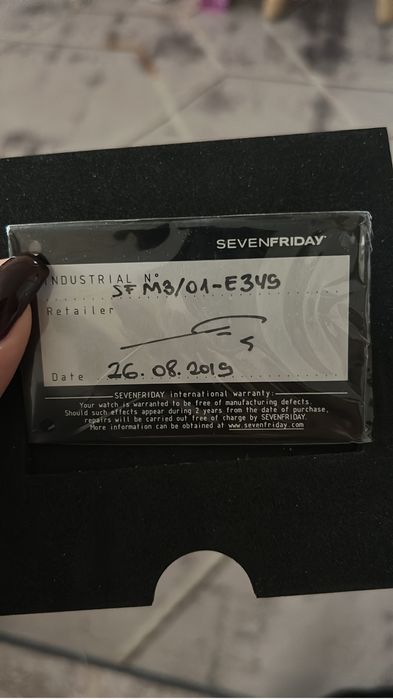 SEVENFRIDAY
INDUSTRIAL N°
SF M3/01-E349
Retailer
Date 26.08.2019
SEVENFRIDAY international warranty:
Your watch is warranted to be free of manufacturing defects.
Should such effects appear during 2 years from the date of purchase,
repairs will be carried out free of charge by SEVENFRIDAY.
More information can be obtained at www.sevenfriday.com